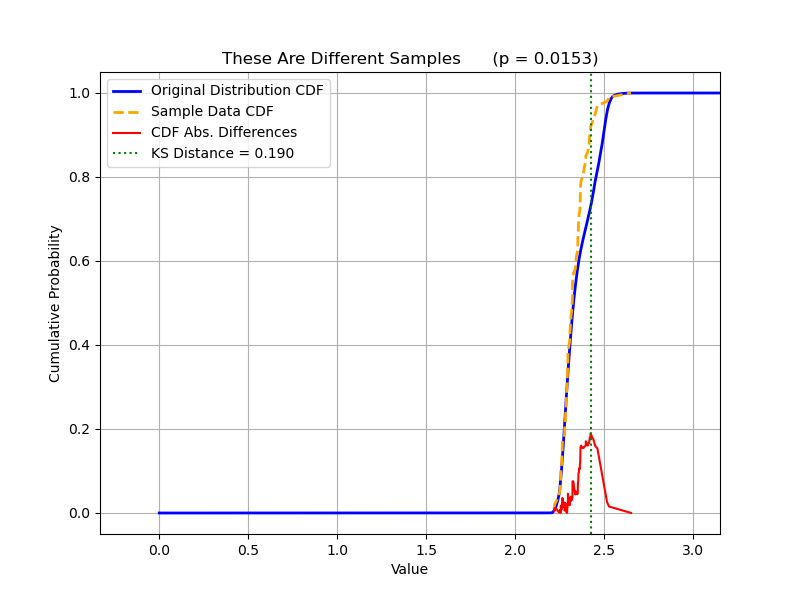 These Are Different Samples (p = 0.0153)
Original Distribution CDF
Sample Data CDF
CDF Abs. Differences
KS Distance = 0.190
Cumulative Probability
1.0
0.8
0.6
0.4
0.2
0.0
0.0 0.5 1.0 1.5 2.0 2.5 3.0
Value